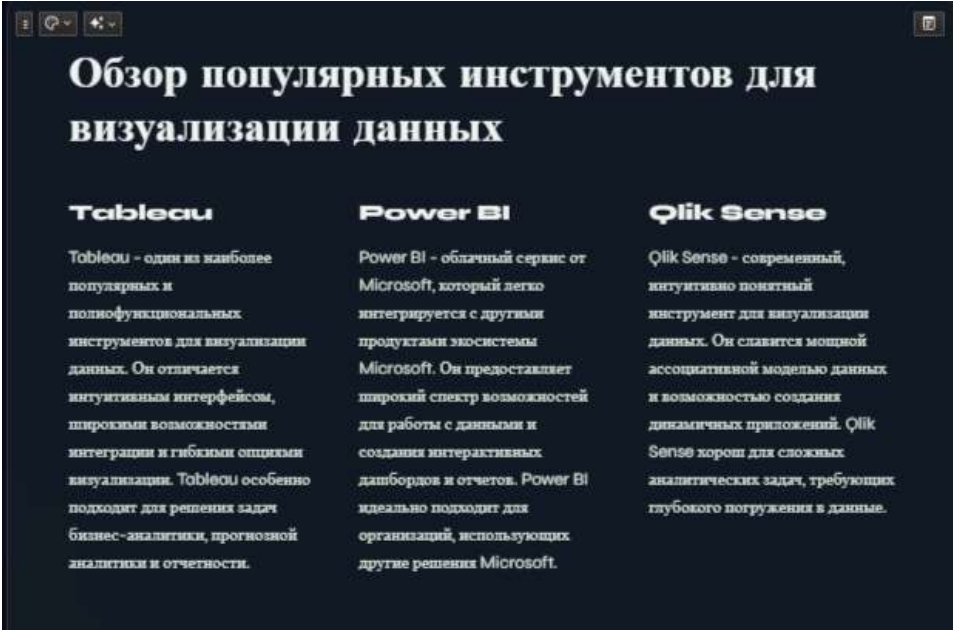 Обзор популярных инструментов для
визуализации данных
Tableau
Tableau - один из наиболее
популярных и
полнофункциональных
инструментов для визуализации
данных. Он отличается
интуитивным интерфейсом,
широкими возможностями
интеграции и гибкими опциями
визуализации. Tableau особенно
подходит для решения задач
бизнес-аналитики, прогнозной
аналитики и отчетности.
Power BI
Power BI - облачный сервис от
Microsoft, который легко
интегрируется с другими
продуктами экосистемы
Microsoft. Он предоставляет
широкий спектр возможностей
для работы с данными и
создания интерактивных
дашбордов и отчетов. Power BI
идеально подходит для
организаций, использующих
другие решения Microsoft.
Qlik Sense
Qlik Sense - современный,
интуитивно понятный
инструмент для визуализации
данных. Он славится мощной
ассоциативной моделью данных
и возможностью создания
динамичных приложений. Qlik
Sense хорош для сложных
аналитических задач, требующих
глубокого погружения в данные.